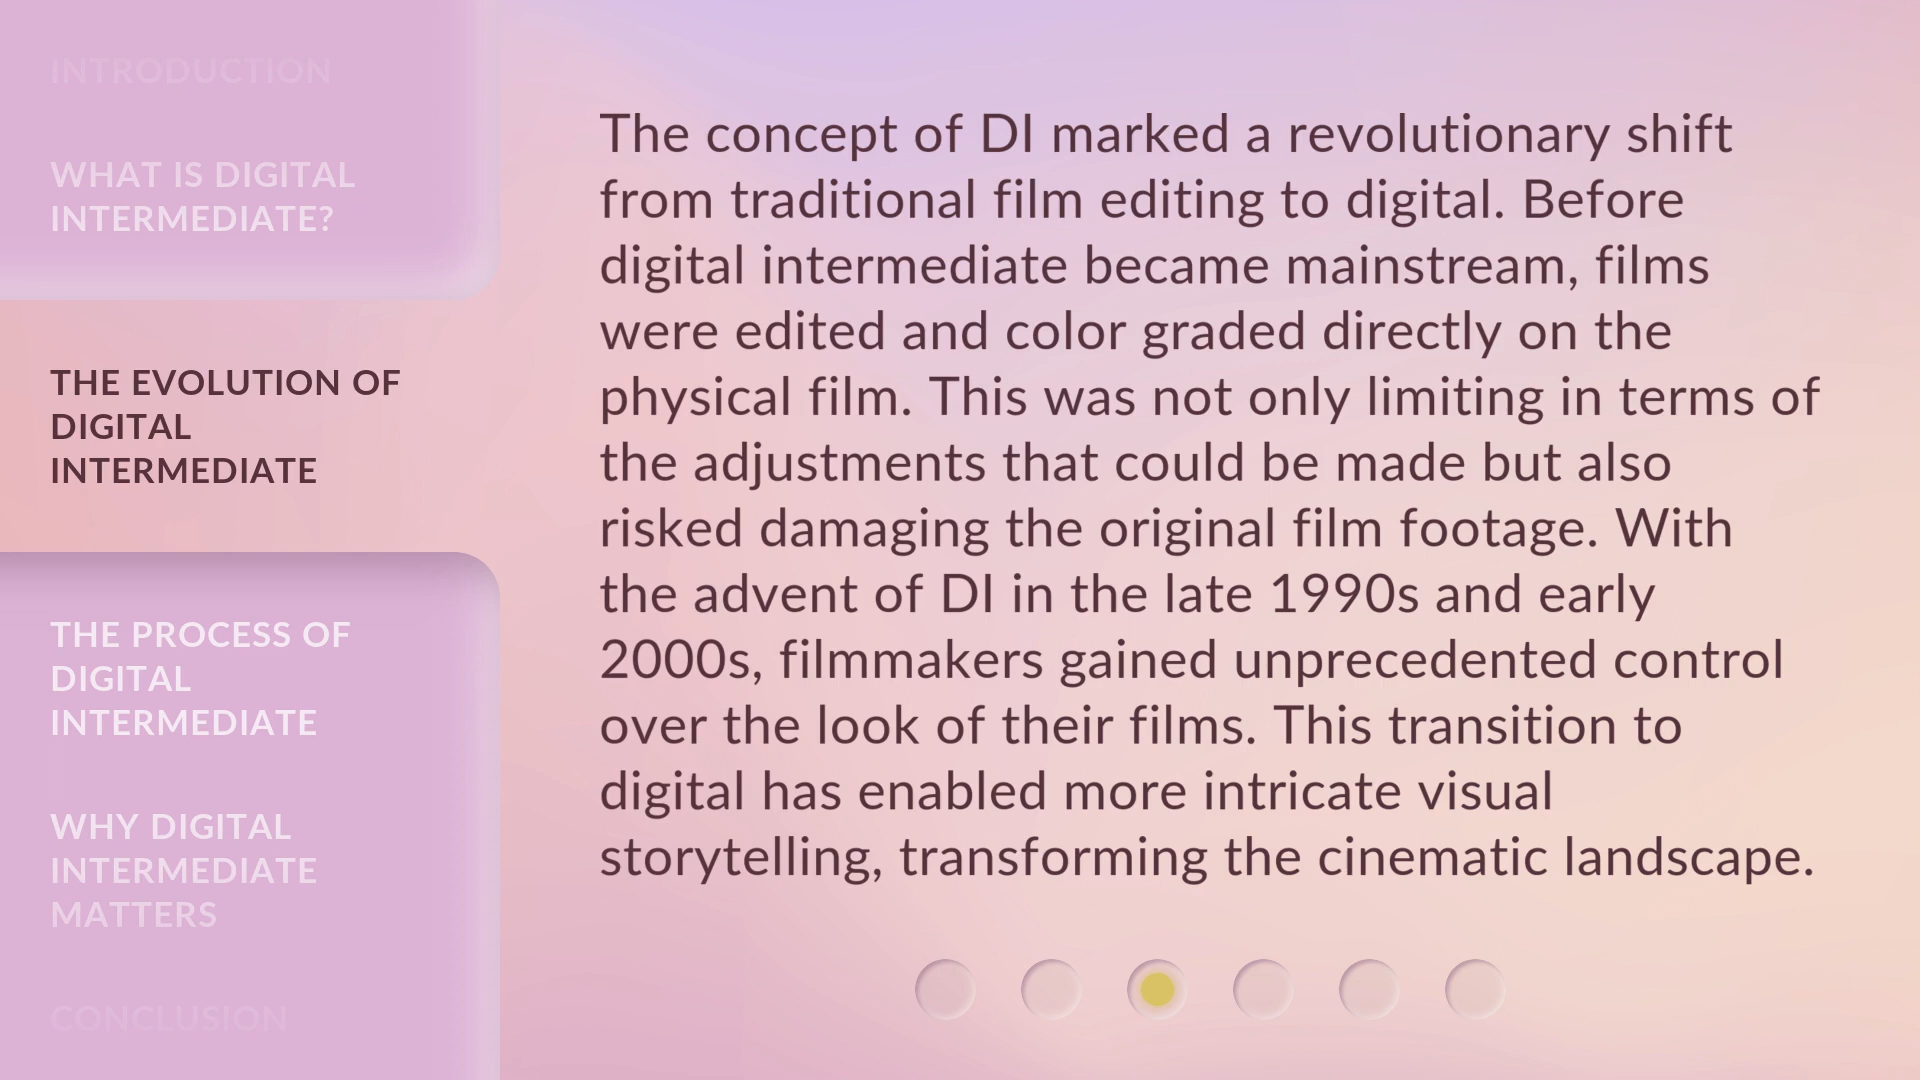 INTRODUCTION
WHAT IS DIGITAL
INTERMEDIATE?
THE EVOLUTION OF
DIGITAL
INTERMEDIATE
THE PROCESS OF
DIGITAL
INTERMEDIATE
WHY DIGITAL
INTERMEDIATE
MATTERS
CONCLUSION
The concept of DI marked a revolutionary shift
from traditional film editing to digital. Before
digital intermediate became mainstream, films
were edited and color graded directly on the
physical film. This was not only limiting in terms of
the adjustments that could be made but also
risked damaging the original film footage. With
the advent of DI in the late 1990s and early
2000s, filmmakers gained unprecedented control
over the look of their films. This transition to
digital has enabled more intricate visual
storytelling, transforming the cinematic landscape.